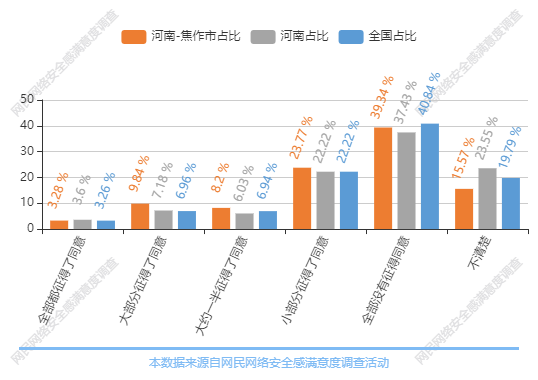 网民网络安全感满意度调查
网民网络安全感满意度调查
河南-焦作市占比 河南占比 全国占比
50
40
30
20
10
0
3.28 % 3.6 % 3.26 %
9.84 % 7.18 % 6.96 %
8.2 % 6.03 % 6.94 %
23.77 % 22.22 % 22.22 %
39.34 % 37.43 % 40.84 %
15.57 % 23.55 % 19.79 %
全部都征得了同意
大部分征得了同意
大约一半征得了同意
小部分征得了同意
全部没有征得同意
不清楚
网民网络安全感满意度调查
网民网络安全感满意度调查
本数据来源自网民网络安全感满意度调查活动